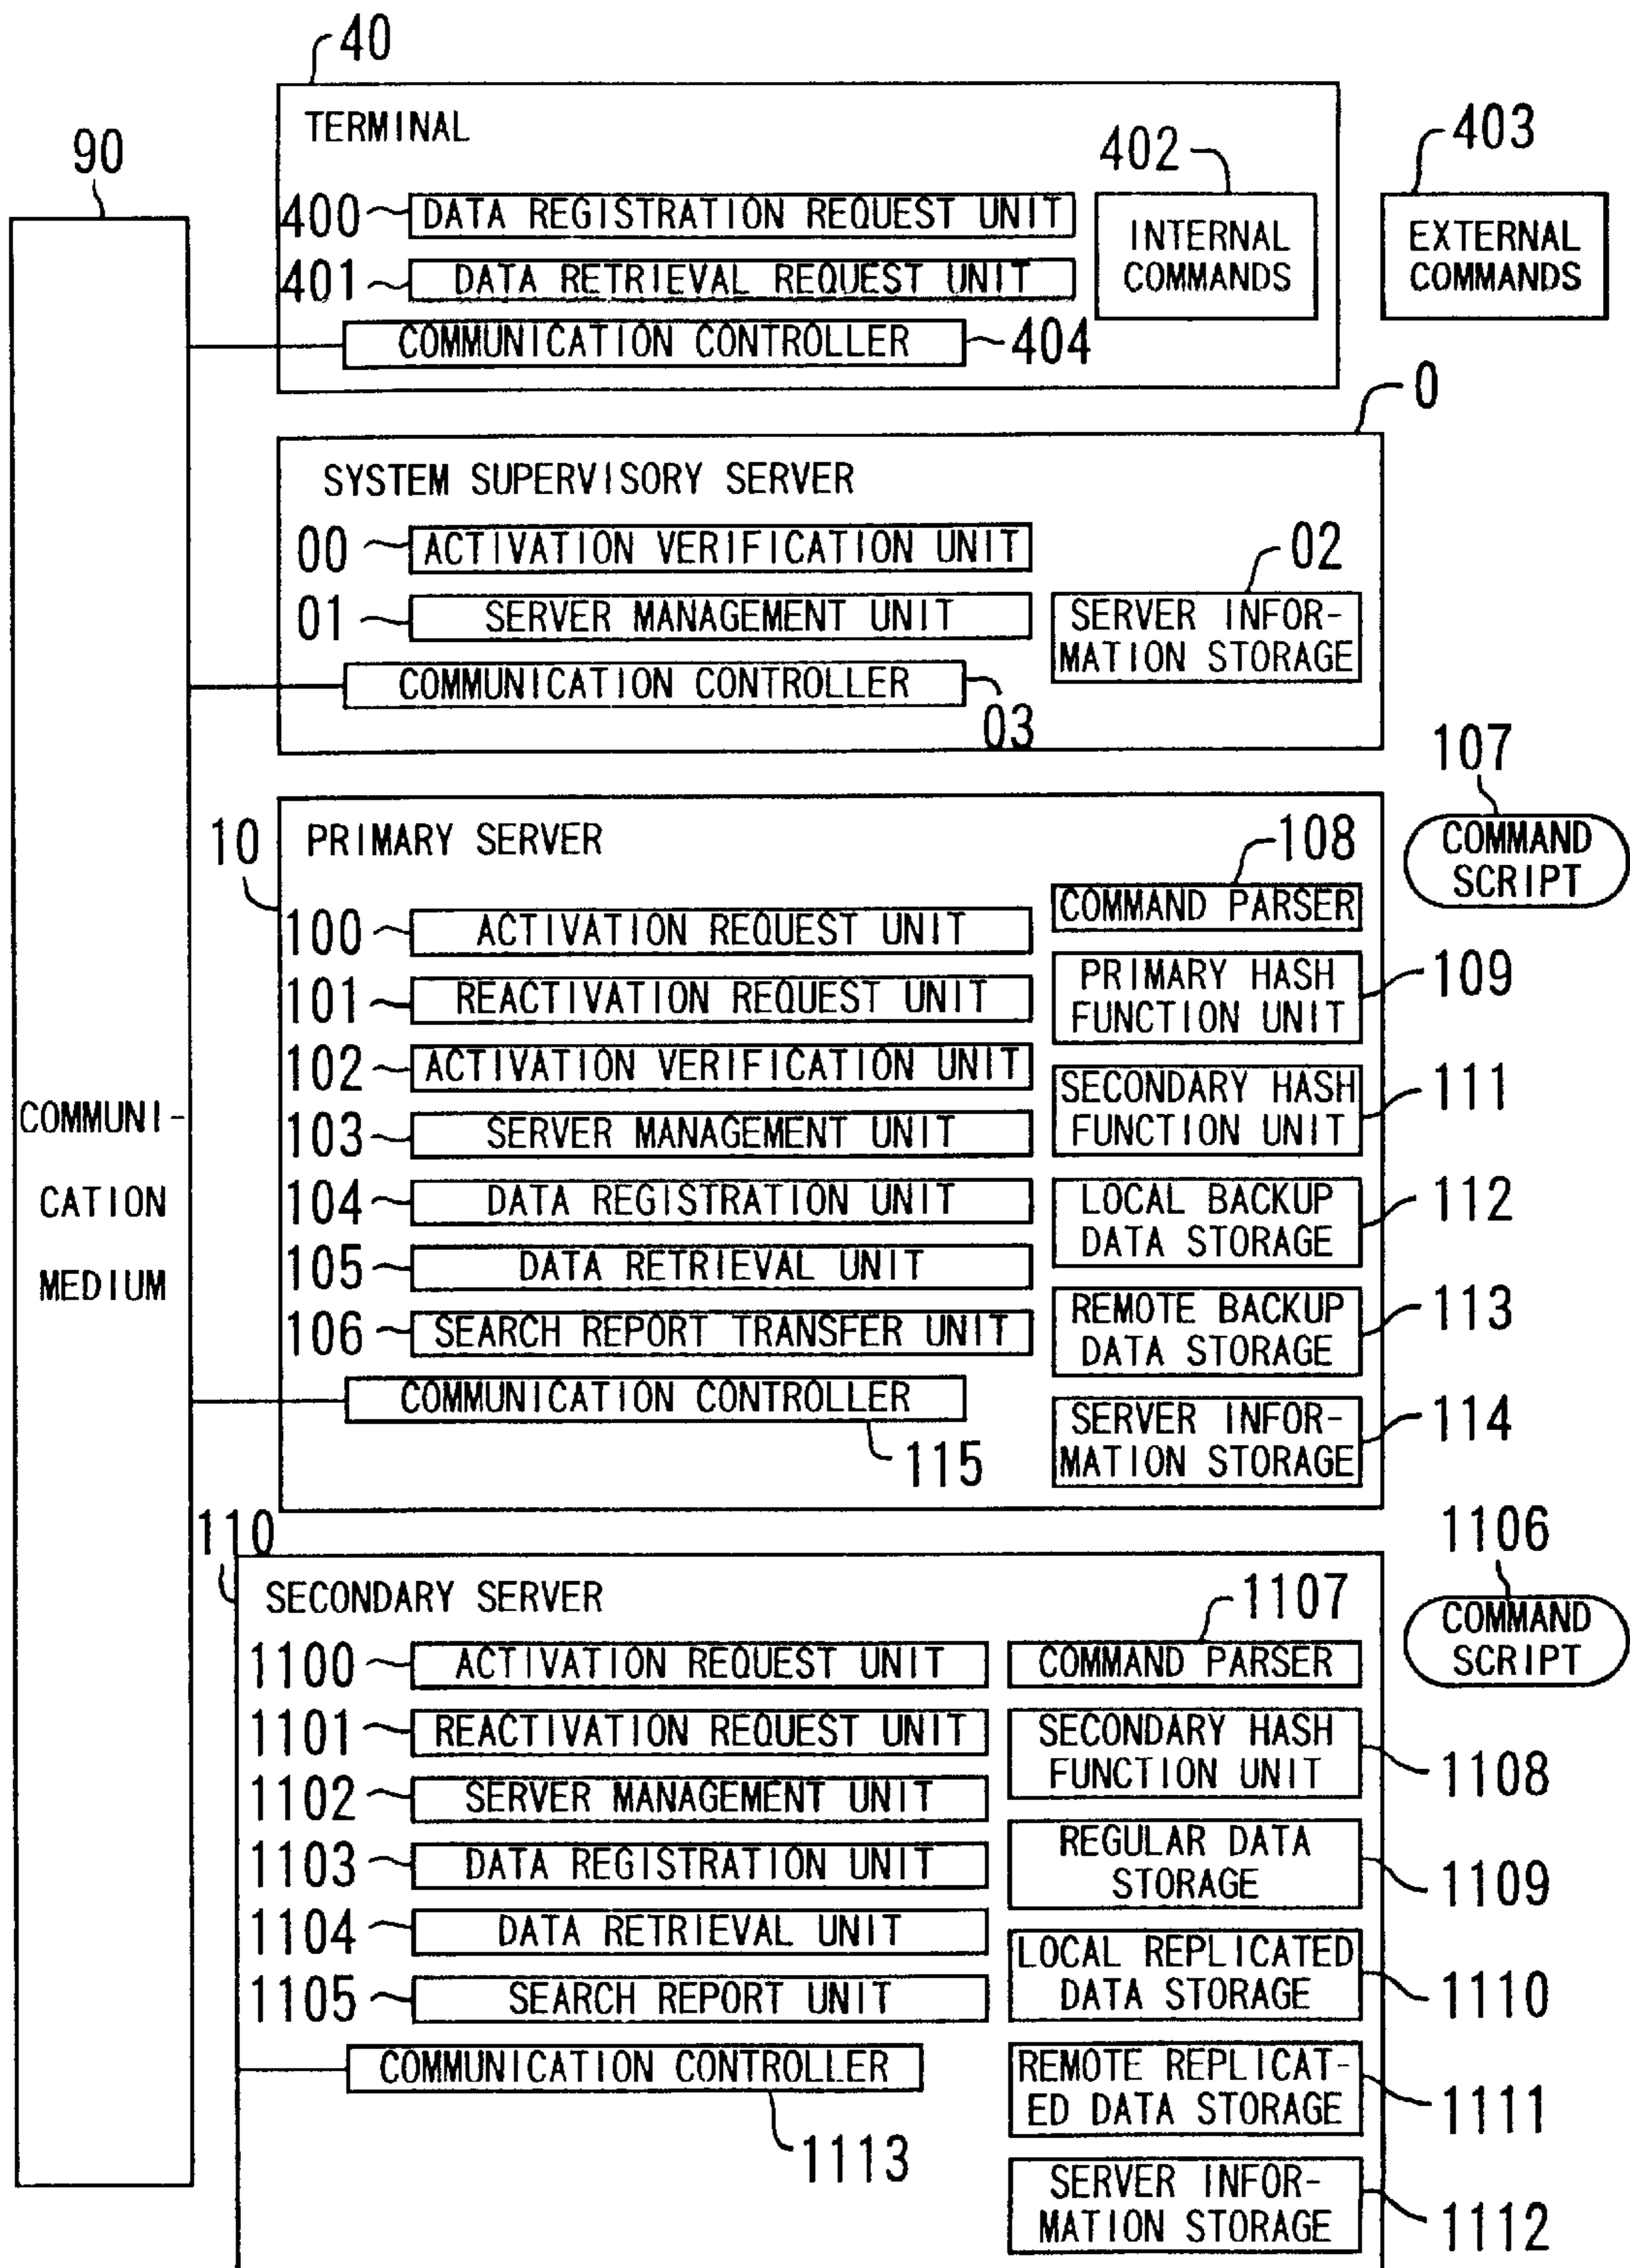 40
TERMINAL
90
402
403
400
DATA REGISTRATION REQUEST UNIT
INTERNAL
COMMANDS
EXTERNAL
COMMANDS
401
DATA RETRIEVAL REQUEST UNIT
COMMUNICATION CONTROLLER
404
0
SYSTEM SUPERVISORY SERVER
00
ACTIVATION VERIFICATION UNIT
02
01
SERVER MANAGEMENT UNIT
SERVER INFOR-
MATION STORAGE
COMMUNICATION CONTROLLER
03
107
COMMAND
SCRIPT
10
PRIMARY SERVER
108
COMMAND PARSER
100
ACTIVATION REQUEST UNIT
PRIMARY HASH
FUNCTION UNIT
109
101
REACTIVATION REQUEST UNIT
102
ACTIVATION VERIFICATION UNIT
SECONDARY HASH
FUNCTION UNIT
111
COMMUNI-
CATION
MEDIUM
103
SERVER MANAGEMENT UNIT
104
DATA REGISTRATION UNIT
LOCAL BACKUP
DATA STORAGE
112
105
DATA RETRIEVAL UNIT
REMOTE BACKUP
DATA STORAGE
113
106
SEARCH REPORT TRANSFER UNIT
COMMUNICATION CONTROLLER
115
SERVER INFOR-
MATION STORAGE
114
110
SECONDARY SERVER
1106
COMMAND
SCRIPT
1107
1100
ACTIVATION REQUEST UNIT
COMMAND PARSER
1101
REACTIVATION REQUEST UNIT
SECONDARY HASH
FUNCTION UNIT
1108
1102
SERVER MANAGEMENT UNIT
1103
DATA REGISTRATION UNIT
REGULAR DATA
STORAGE
1109
1104
DATA RETRIEVAL UNIT
LOCAL REPLICATED
DATA STORAGE
1110
1105
SEARCH REPORT UNIT
COMMUNICATION CONTROLLER
1113
REMOTE REPLICAT-
ED DATA STORAGE
1111
SERVER INFOR-
MATION STORAGE
1112